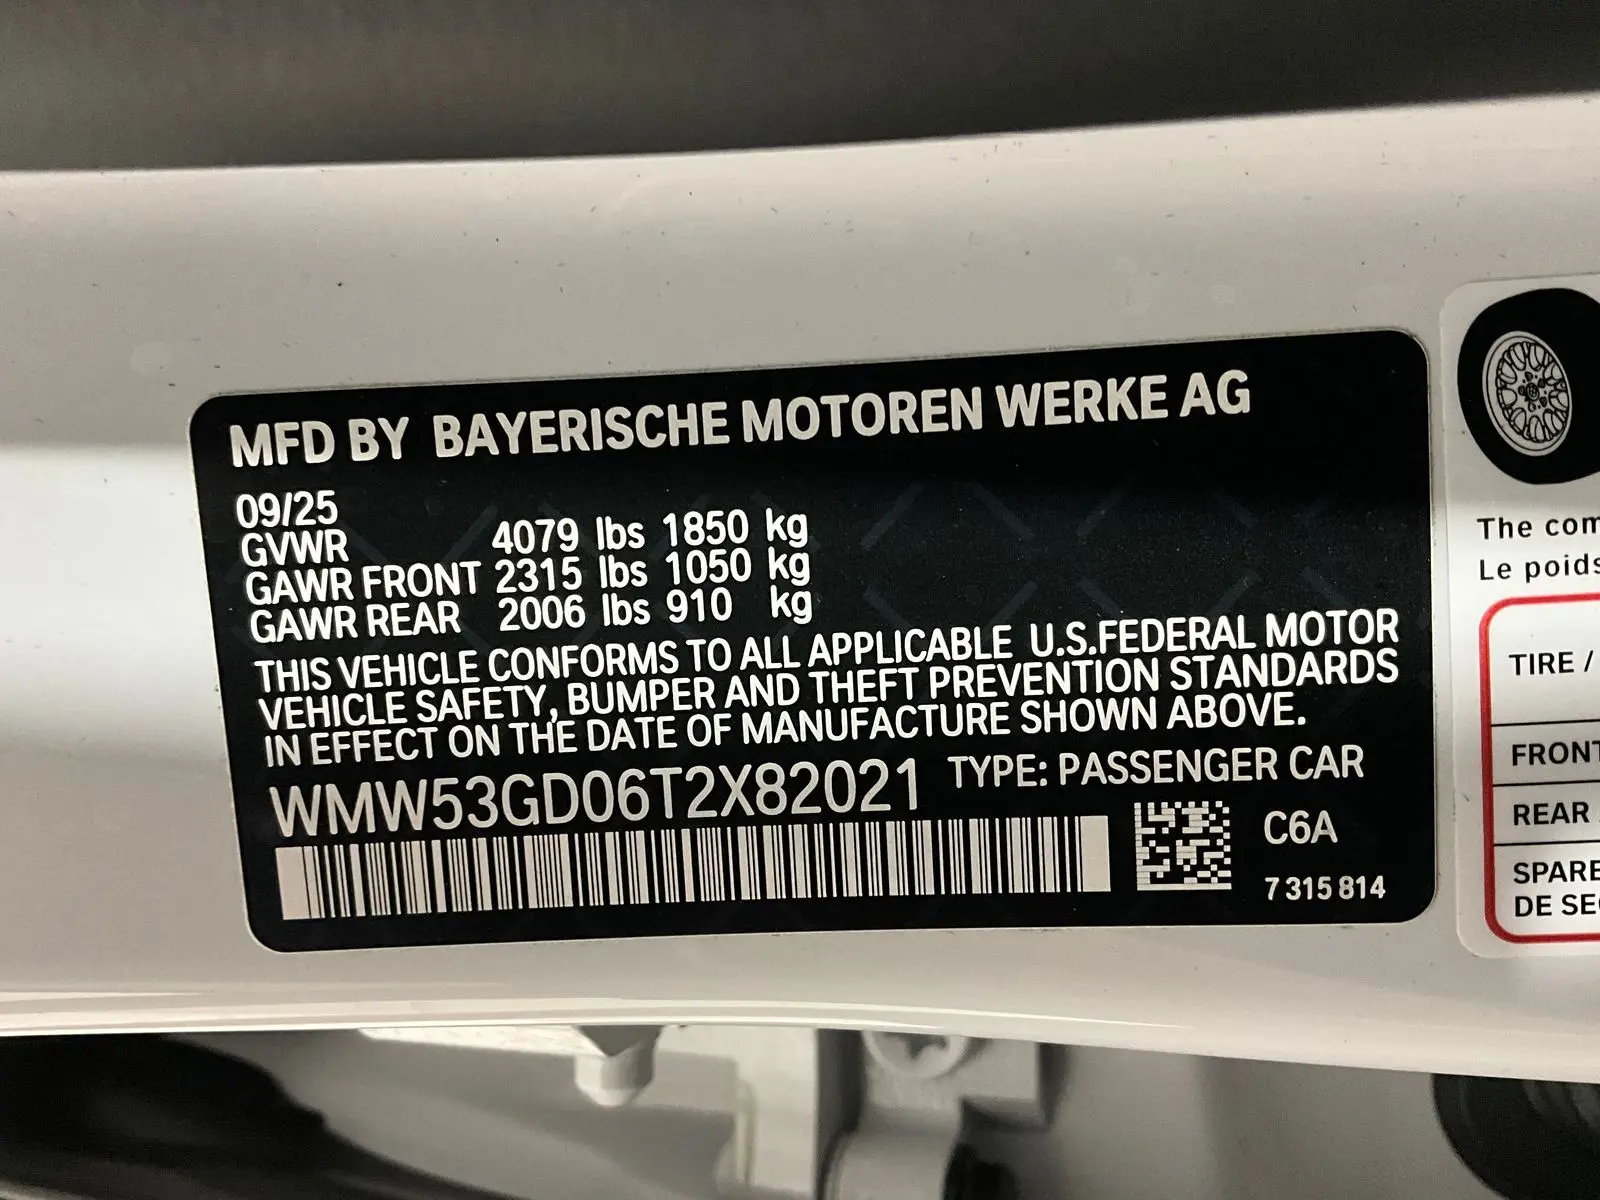 MFD BY BAYERISCHE MOTOREN WERKE AG
09/25
GVWR 4079 lbs 1850 kg
GAWR FRONT 2315 lbs 1050 kg
GAWR REAR 2006 lbs 910 kg
THIS VEHICLE CONFORMS TO ALL APPLICABLE U.S.FEDERAL MOTOR
VEHICLE SAFETY, BUMPER AND THEFT PREVENTION STANDARDS
IN EFFECT ON THE DATE OF MANUFACTURE SHOWN ABOVE.
WMW53GD06T2X82021 TYPE: PASSENGER CAR
C6A
7 315 814
The com
Le poids
TIRE /
FRONT
REAR
SPARE
DE SE